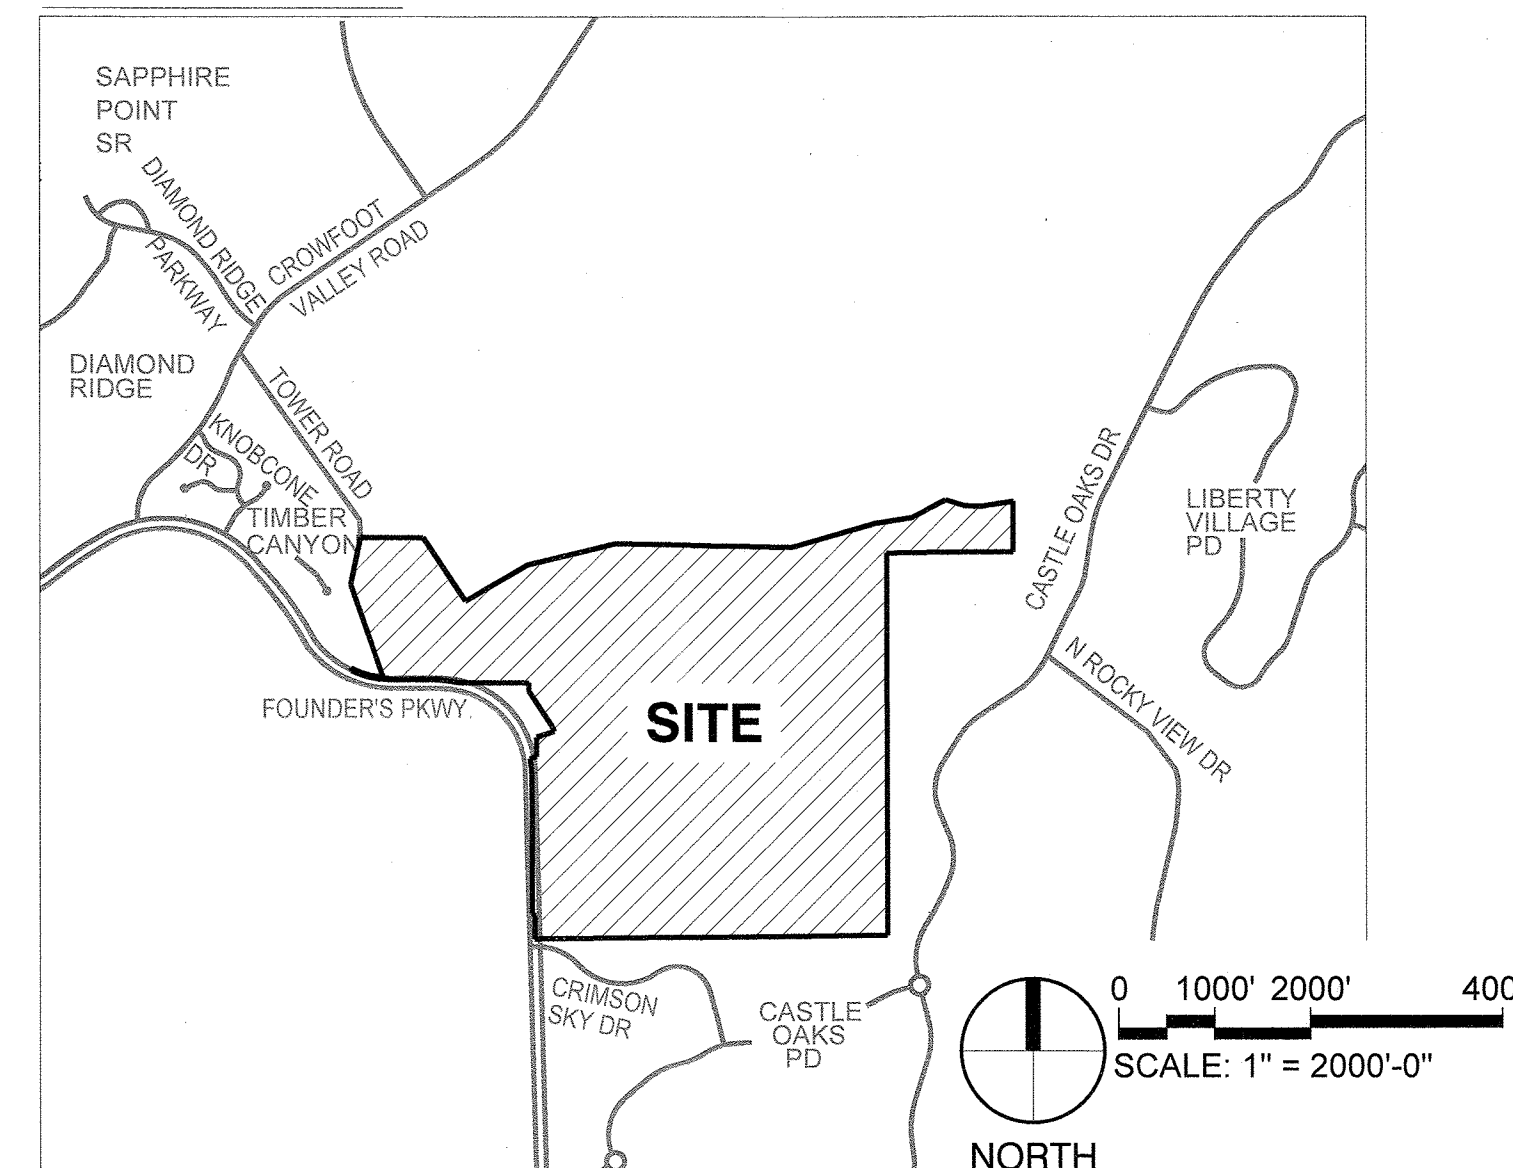 SAPPHIRE
POINT
SR
DIAMOND RIDGE
PARKWAY
CROWFOOT
VALLEY ROAD
DIAMOND
RIDGE
TOWER ROAD
KNOBCONE
DR
TIMBER
CANYON
CASTLE OAKS DR
LIBERTY
VILLAGE
PD
N ROCKY VIEW DR
FOUNDER'S PKWY.
SITE
CRIMSON
SKY DR
CASTLE
OAKS
PD
0 1000' 2000' 400
SCALE: 1" = 2000'-0"
NORTH